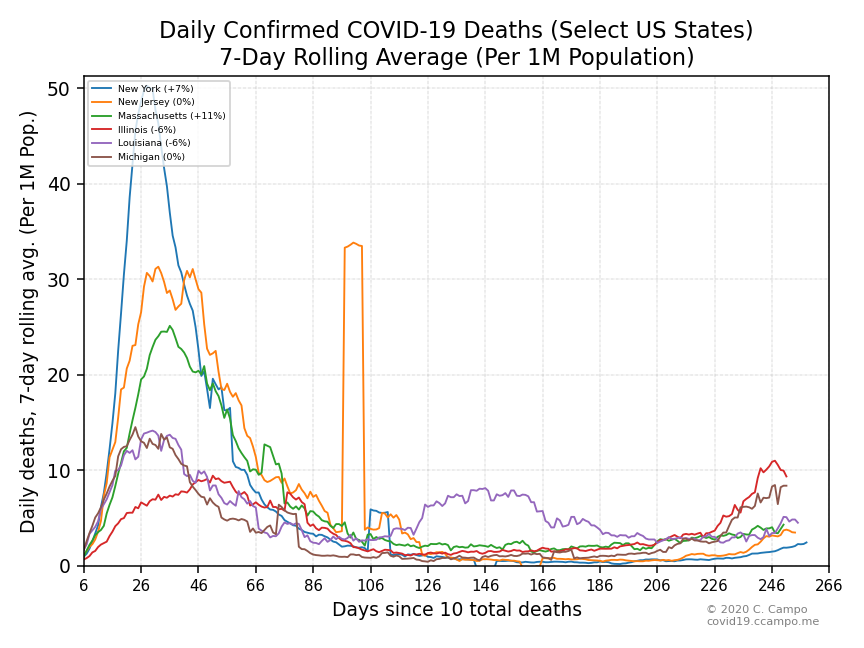 Daily Confirmed COVID-19 Deaths (Select US States)
7-Day Rolling Average (Per 1M Population)
Daily deaths, 7-day rolling avg. (Per 1M Pop.)
50
40
30
20
10
0
New York (+7%)
New Jersey (0%)
Massachusetts (+11%)
Illinois (-6%)
Louisiana (-6%)
Michigan (0%)
6 26 46 66 86 106 126 146 166 186 206 226 246 266
Days since 10 total deaths
© 2020 C. Campo
covid19.ccampo.me